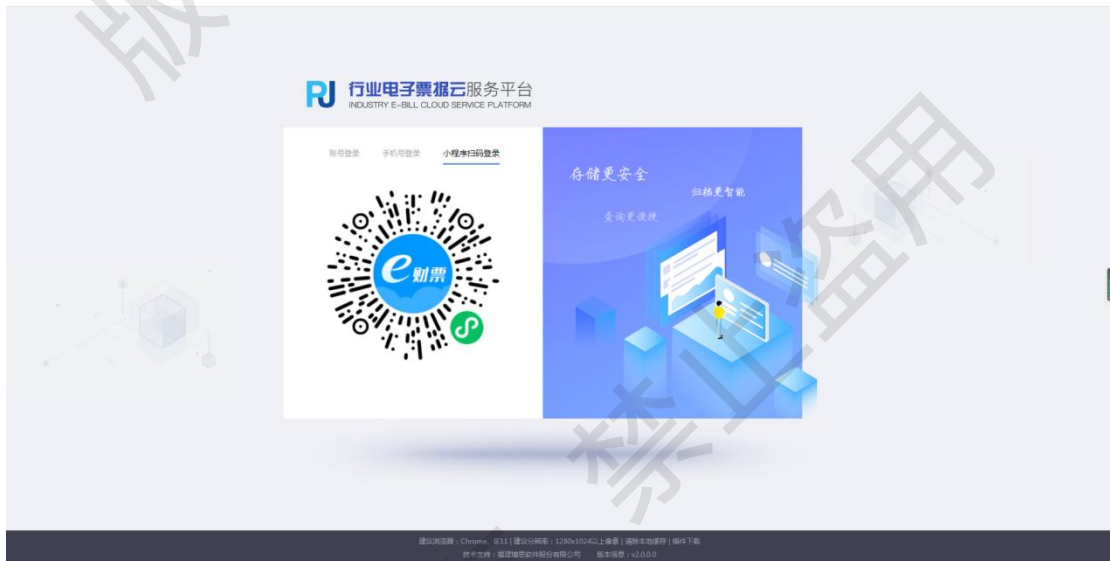 行业电子票据云服务平台
INDUSTRY E-BILL CLOUD SERVICE PLATFORM
账号登录 手机号登录 小程序扫码登录
e财票
存储更安全
归档更智能
查询更便捷
建议浏览器：Chrome、IE11 | 建议分辨率：1280x1024以上像素 | 清除本地缓存 | 插件下载
技术支持：福建博思软件股份有限公司 版本信息：v2.0.0.0
版
禁止盗用